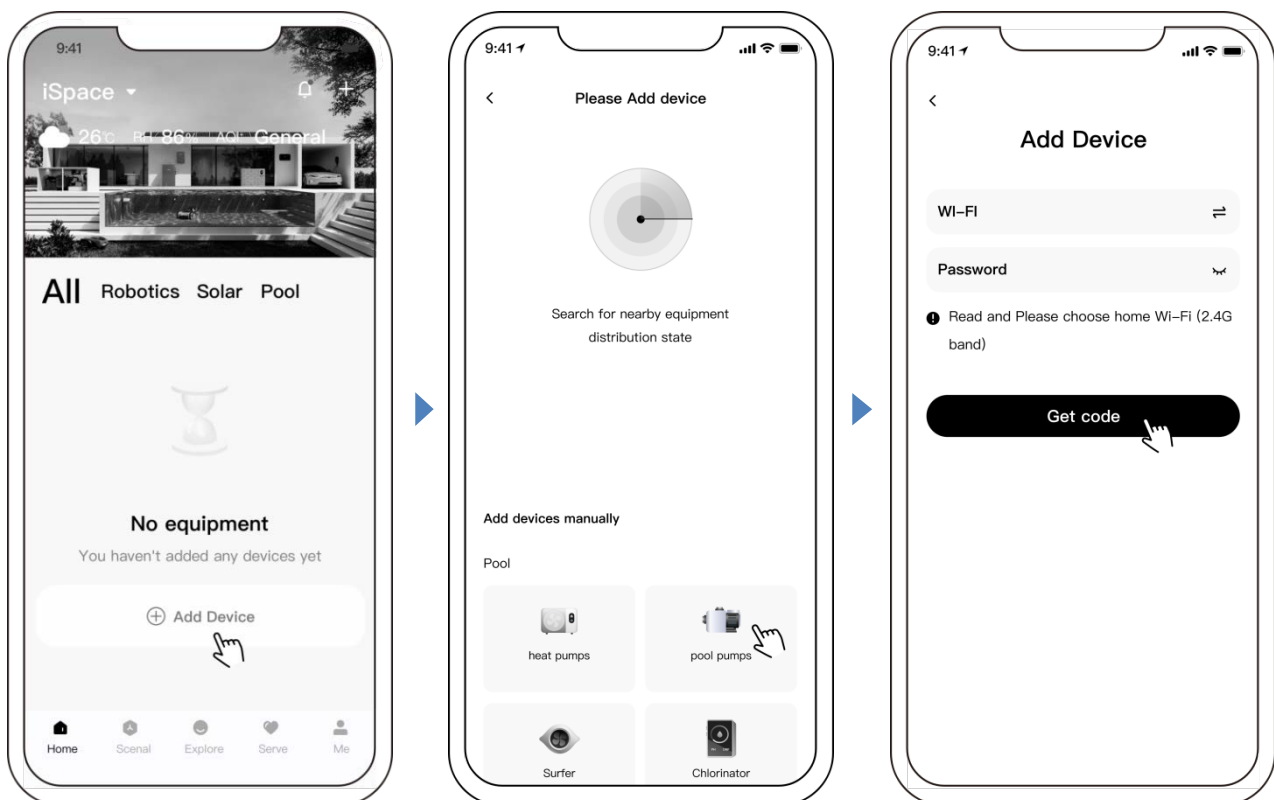 9:41
iSpace
26°C RH 86% AQI General
All Robotics Solar Pool
No equipment
You haven't added any devices yet
Add Device
Home Scenal Explore Serve Me
9:41
Please Add device
Search for nearby equipment
distribution state
Add devices manually
Pool
heat pumps pool pumps
Surfer Chlorinator
9:41
Add Device
WI-FI
Password
Read and Please choose home Wi-Fi (2.4G
band)
Get code